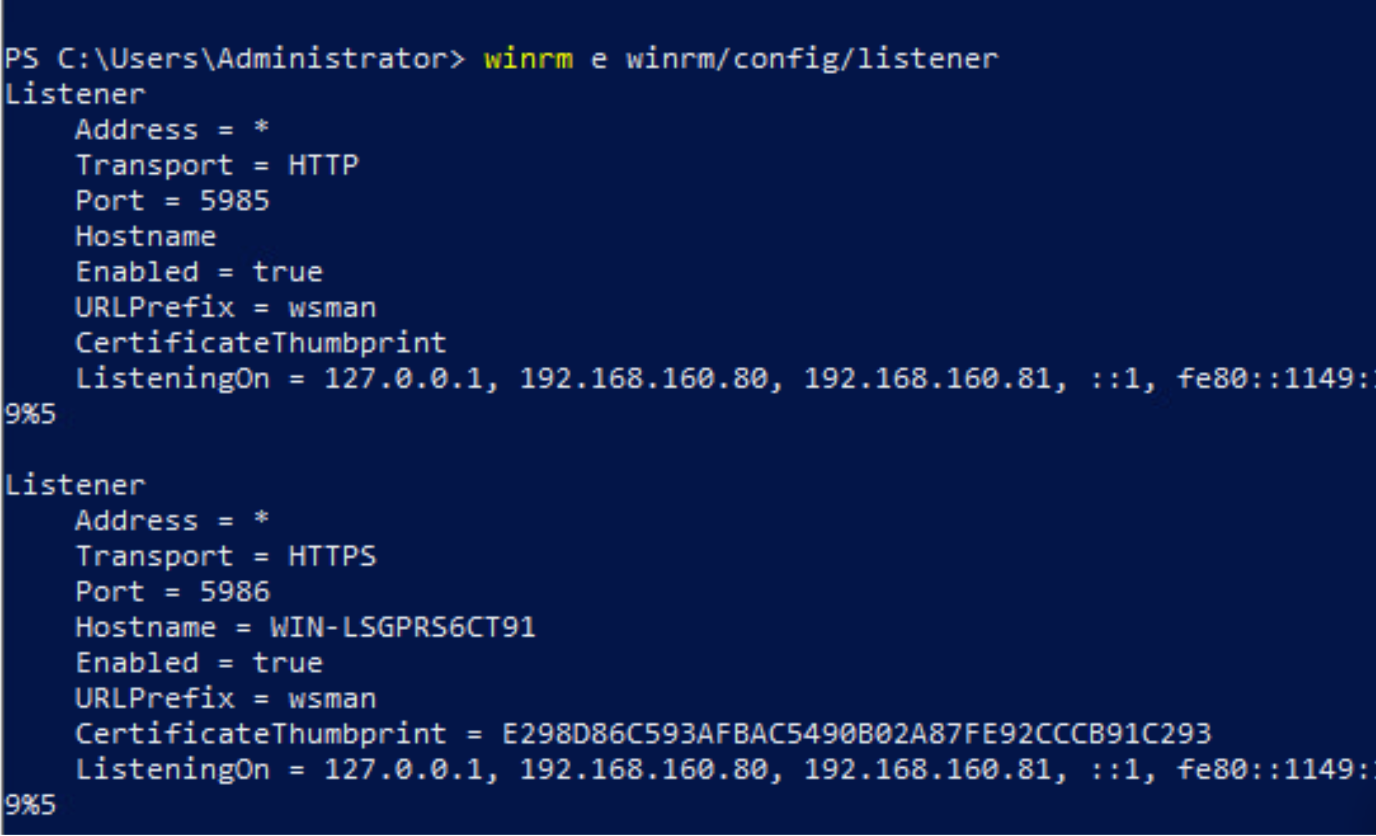 PS C:\Users\Administrator> winrm e winrm/config/listener
Listener
    Address = *
    Transport = HTTP
    Port = 5985
    Hostname
    Enabled = true
    URLPrefix = wsman
    CertificateThumbprint
    ListeningOn = 127.0.0.1, 192.168.160.80, 192.168.160.81, ::1, fe80::1149:
9%5
Listener
    Address = *
    Transport = HTTPS
    Port = 5986
    Hostname = WIN-LSGPRS6CT91
    Enabled = true
    URLPrefix = wsman
    CertificateThumbprint = E298D86C593AFBAC5490B02A87FE92CCCB91C293
    ListeningOn = 127.0.0.1, 192.168.160.80, 192.168.160.81, ::1, fe80::1149:
9%5